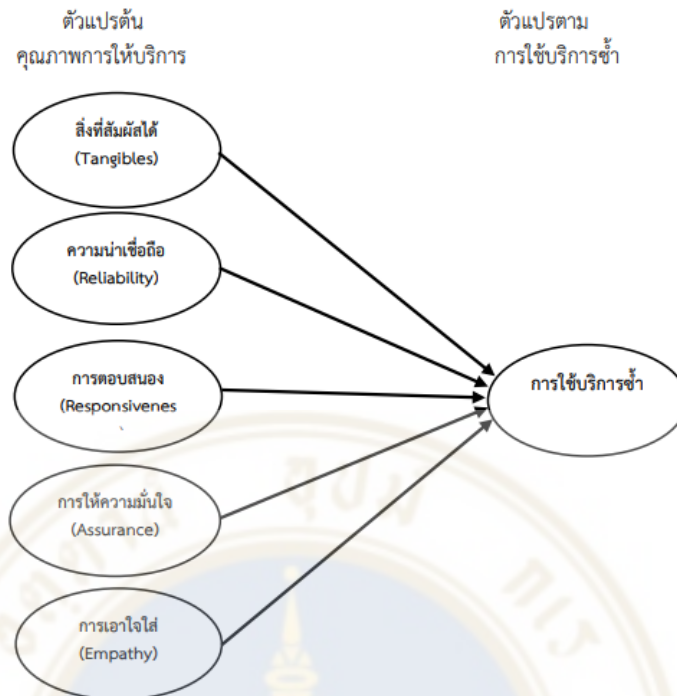 ตัวแปรต้น
คุณภาพการให้บริการ
ตัวแปรตาม
การใช้บริการซ้ำ
สิ่งที่สัมผัสได้
(Tangibles)
ความน่าเชื่อถือ
(Reliability)
การตอบสนอง
(Responsivenes
การให้ความมั่นใจ
(Assurance)
การเอาใจใส่
(Empathy)
การใช้บริการซ้ำ